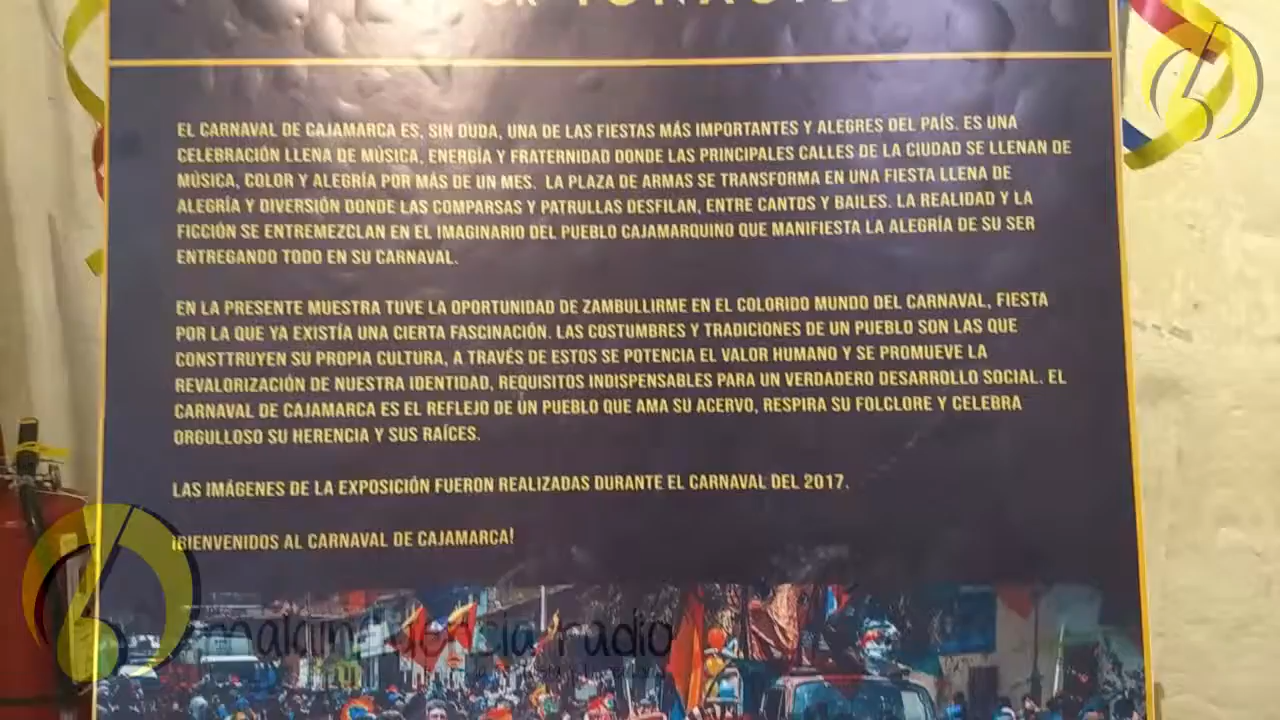 EL CARNAVAL DE CAJAMARCA ES, SIN DUDA, UNA DE LAS FIESTAS MÁS IMPORTANTES Y ALEGRES DEL PAÍS. ES UNA
CELEBRACIÓN LLENA DE MÚSICA, ENERGÍA Y FRATERNIDAD DONDE LAS PRINCIPALES CALLES DE LA CIUDAD SE LLENAN DE
MÚSICA, COLOR Y ALEGRÍA POR MÁS DE UN MES. LA PLAZA DE ARMAS SE TRANSFORMA EN UNA FIESTA LLENA DE
ALEGRÍA Y DIVERSIÓN DONDE LAS COMPARSAS Y PATRULLAS DESFILAN, ENTRE CANTOS Y BAILES. LA REALIDAD Y LA
FICCIÓN SE ENTREMEZCLAN EN EL IMAGINARIO DEL PUEBLO CAJAMARQUINO QUE MANIFIESTA LA ALEGRÍA DE SU SER
ENTREGANDO TODO EN SU CARNAVAL.
EN LA PRESENTE MUESTRA TUVE LA OPORTUNIDAD DE ZAMBULLIRME EN EL COLORIDO MUNDO DEL CARNAVAL, FIESTA
POR LA QUE YA EXISTÍA UNA CIERTA FASCINACIÓN. LAS COSTUMBRES Y TRADICIONES DE UN PUEBLO SON LAS QUE
CONSTTRUYEN SU PROPIA CULTURA, A TRAVÉS DE ESTOS SE POTENCIA EL VALOR HUMANO Y SE PROMUEVE LA
REVALORIZACIÓN DE NUESTRA IDENTIDAD, REQUISITOS INDISPENSABLES PARA UN VERDADERO DESARROLLO SOCIAL. EL
CARNAVAL DE CAJAMARCA ES EL REFLEJO DE UN PUEBLO QUE AMA SU ACERVO, RESPIRA SU FOLCLORE Y CELEBRA
ORGULLOSO SU HERENCIA Y SUS RAÍCES.
LAS IMÁGENES DE LA EXPOSICIÓN FUERON REALIZADAS DURANTE EL CARNAVAL DEL 2017.
¡BIENVENIDOS AL CARNAVAL DE CAJAMARCA!
malainfluencia radio